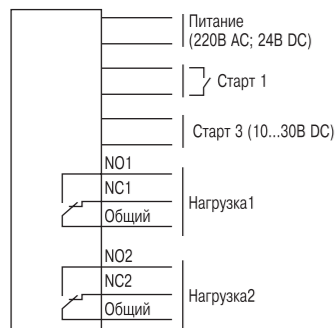 Питание
(220В AC; 24В DC)
Старт 1
Старт 3 (10...30В DC)
NO1
NC1
Общий
Нагрузка1
NO2
NC2
Общий
Нагрузка2